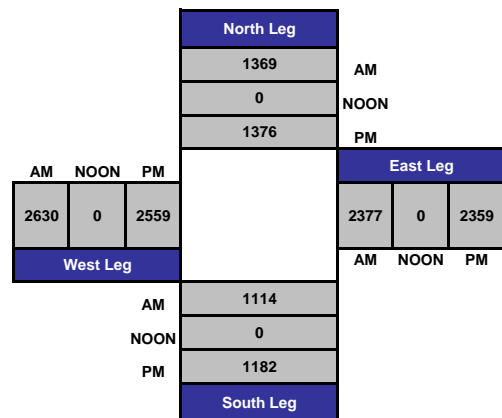 North Leg
1369 AM
0 NOON
1376 PM
AM NOON PM
East Leg
2630 0 2559
2377 0 2359
West Leg
AM NOON PM
AM 1114
NOON 0
PM 1182
South Leg